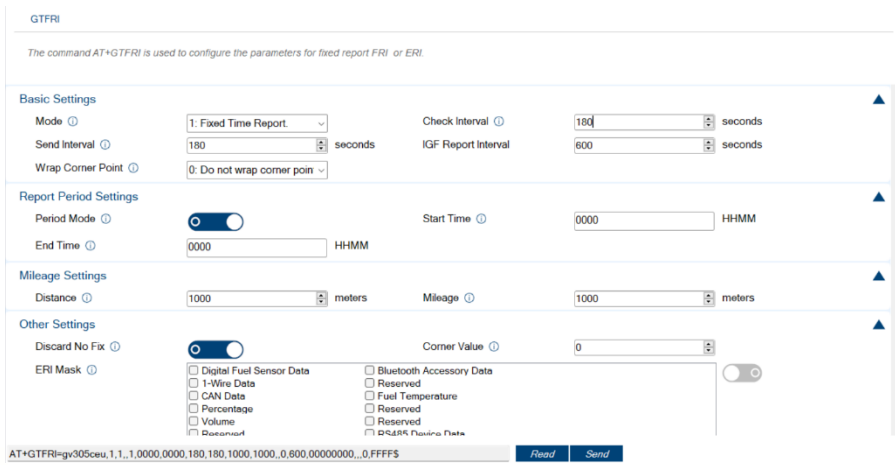 GTFRI
The command AT+GTFRI is used to configure the parameters for fixed report FRI or ERI.
Basic Settings
Mode 1: Fixed Time Report. Check Interval 180 seconds
Send Interval 180 seconds IGF Report Interval 600 seconds
Wrap Corner Point 0: Do not wrap corner poin
Report Period Settings
Period Mode Start Time 0000 HHMM
End Time 0000 HHMM
Mileage Settings
Distance 1000 meters Mileage 1000 meters
Other Settings
Discard No Fix Corner Value 0
ERI Mask Digital Fuel Sensor Data Bluetooth Accessory Data
1-Wire Data Reserved
CAN Data Fuel Temperature
Percentage Reserved
Volume Reserved
Reserved RS485 Device Data
AT+GTFRI=gv305ceu,1,1,,1,0000,0000,180,180,1000,1000,,0,600,00000000,,,0,FFFF$ Read Send